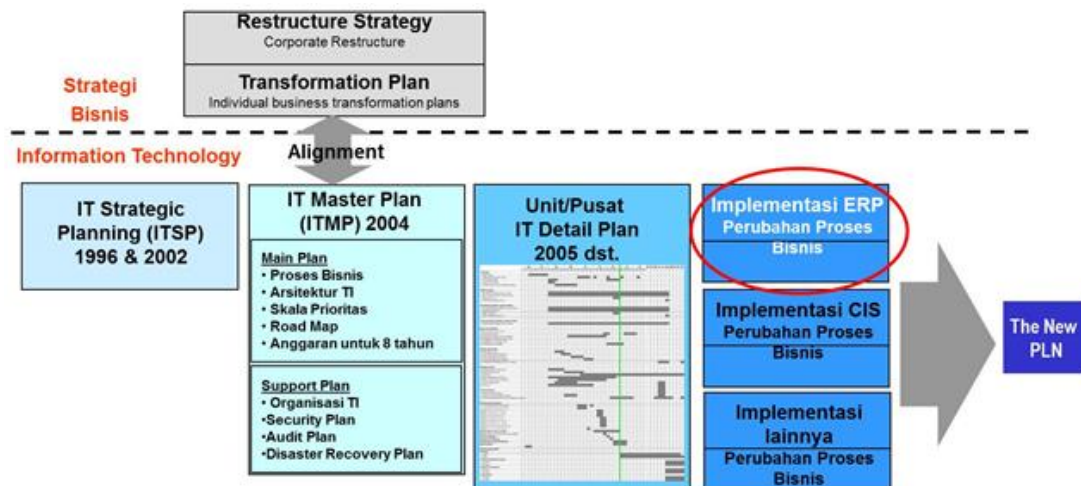 Restructure Strategy
Corporate Restructure
Transformation Plan
Individual business transformation plans
Strategi
Bisnis
Information Technology
Alignment
IT Strategic
Planning (ITSP)
1996 & 2002
IT Master Plan
(ITMP) 2004
Main Plan
• Proses Bisnis
• Arsitektur TI
• Skala Prioritas
• Road Map
• Anggaran untuk 8 tahun
Support Plan
• Organisasi TI
•Security Plan
•Audit Plan
•Disaster Recovery Plan
Unit/Pusat
IT Detail Plan
2005 dst.
Implementasi ERP
Perubahan Proses
Bisnis
Implementasi CIS
Perubahan Proses
Bisnis
Implementasi
lainnya
Perubahan Proses
Bisnis
The New
PLN